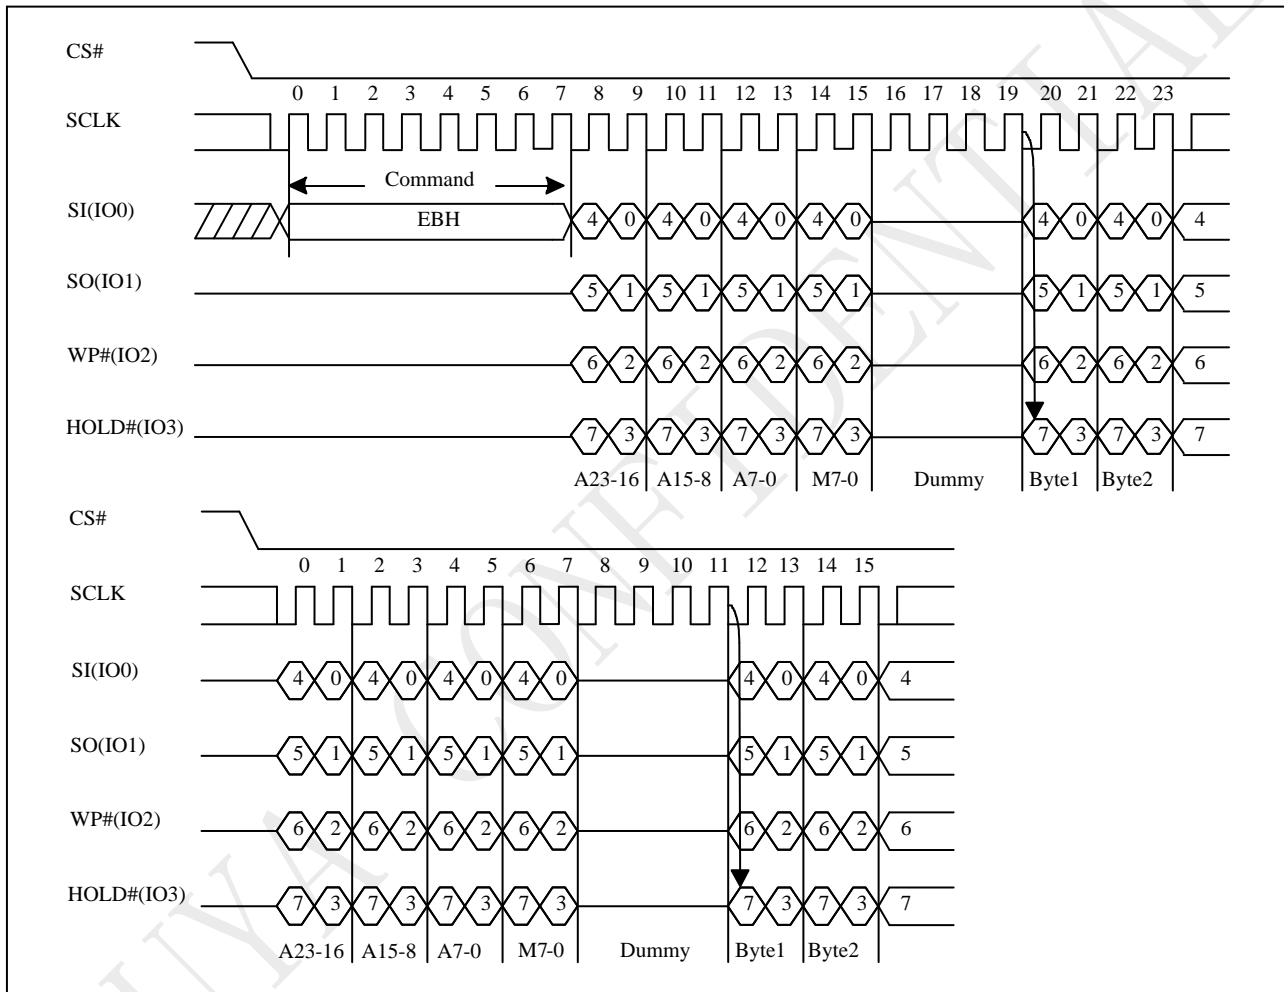 CS#
0 1 2 3 4 5 6 7 8 9 10 11 12 13 14 15 16 17 18 19 20 21 22 23
SCLK
Command
SI(IO0) EBH 4 0 4 0 4 0 4 0 4 0 4 0 4
SO(IO1) 5 1 5 1 5 1 5 1 5 1 5 1 5
WP#(IO2) 6 2 6 2 6 2 6 2 6 2 6 2 6
HOLD#(IO3) 7 3 7 3 7 3 7 3 7 3 7 3 7
A23-16 A15-8 A7-0 M7-0 Dummy Byte1 Byte2
CS#
0 1 2 3 4 5 6 7 8 9 10 11 12 13 14 15
SCLK
SI(IO0) 4 0 4 0 4 0 4 0 4 0 4 0 4
SO(IO1) 5 1 5 1 5 1 5 1 5 1 5 1 5
WP#(IO2) 6 2 6 2 6 2 6 2 6 2 6 2 6
HOLD#(IO3) 7 3 7 3 7 3 7 3 7 3 7 3 7
A23-16 A15-8 A7-0 M7-0 Dummy Byte1 Byte2
UYA CONFIDENTIAL